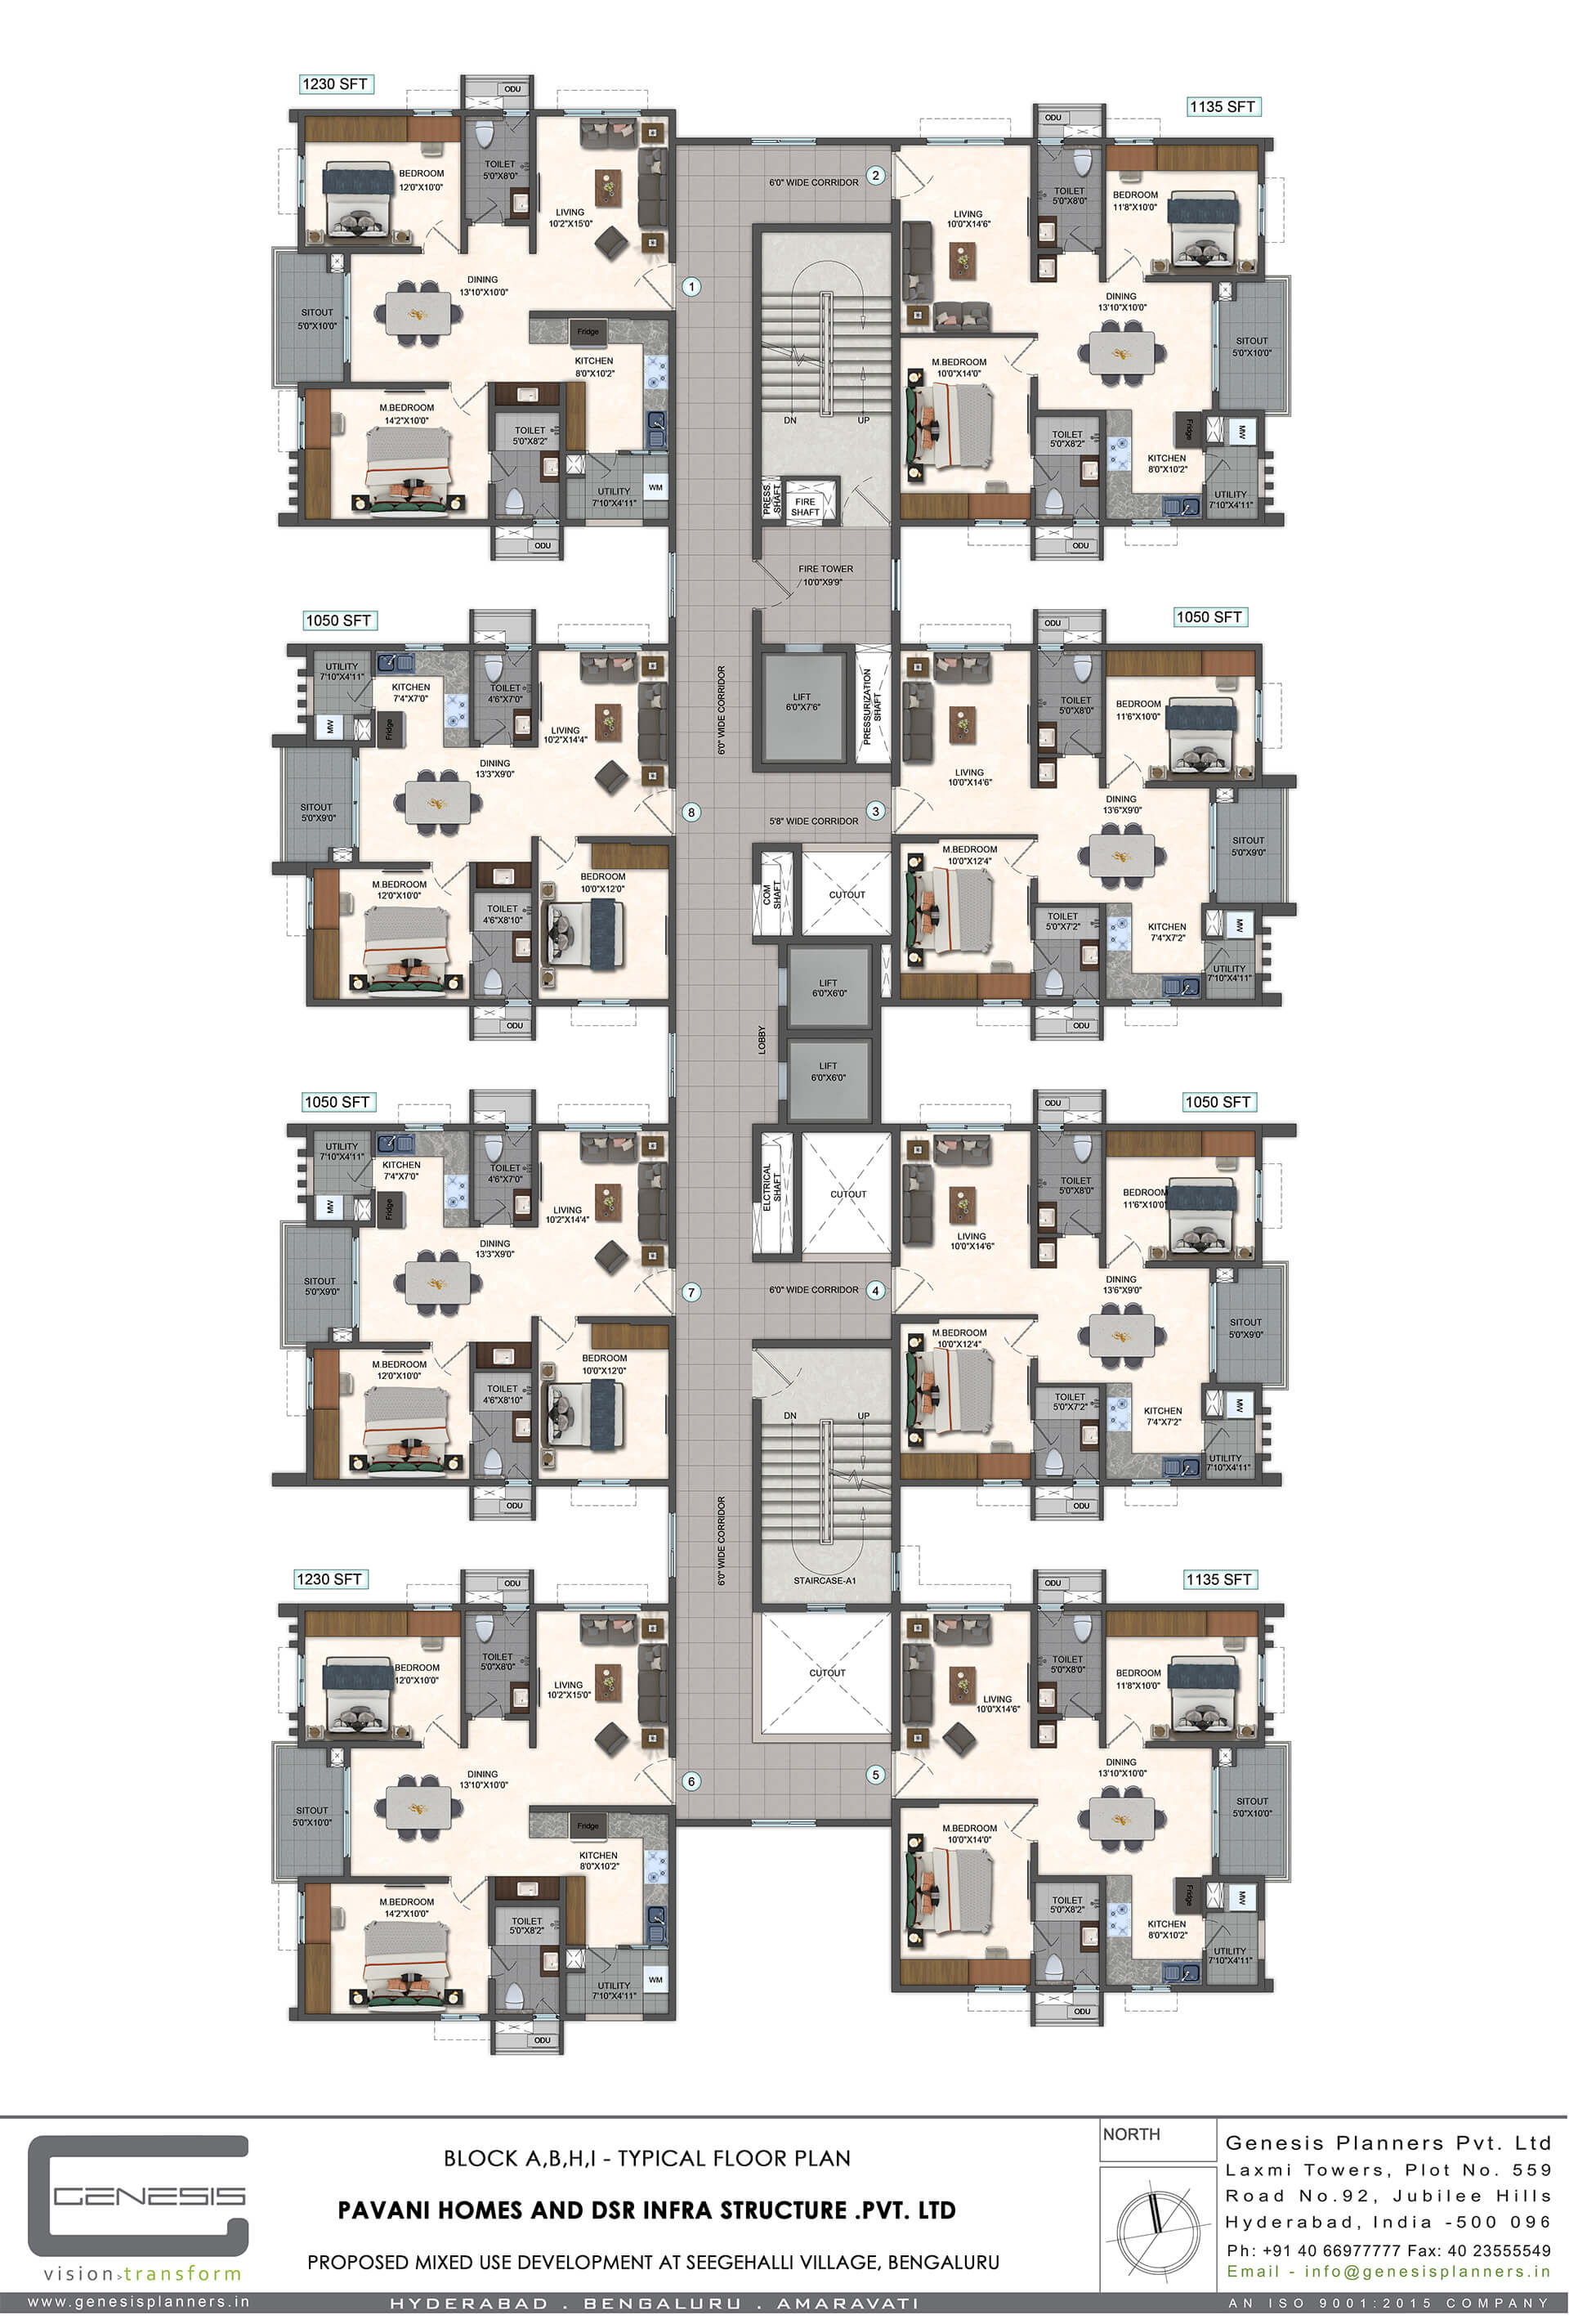 1230 SFT
ODU
BEDROOM
12'0"X10'0"
TOILET
5'0"X8'0"
LIVING
10'2"X15'0"
DINING
13'10"X10'0"
SITOUT
5'0"X10'0"
Fridge
KITCHEN
8'0"X10'2"
M.BEDROOM
14'2"X10'0"
TOILET
5'0"X8'2"
UTILITY
7'10"X4'11"
WM
ODU
1
6'0" WIDE CORRIDOR
2
DN
UP
PRESS.
SHAFT
FIRE
SHAFT
FIRE TOWER
10'0"X9'9"
1135 SFT
ODU
LIVING
10'0"X14'6"
TOILET
5'0"X8'0"
BEDROOM
11'8"X10'0"
DINING
13'10"X10'0"
SITOUT
5'0"X10'0"
M.BEDROOM
10'0"X14'0"
TOILET
5'0"X8'2"
Fridge
MW
KITCHEN
8'0"X10'2"
UTILITY
7'10"X4'11"
ODU
1050 SFT
UTILITY
7'10"X4'11"
KITCHEN
7'4"X7'0"
MW
Fridge
TOILET
4'6"X7'0"
LIVING
10'2"X14'4"
DINING
13'3"X9'0"
SITOUT
5'0"X9'0"
M.BEDROOM
12'0"X10'0"
TOILET
4'6"X8'10"
BEDROOM
10'0"X12'0"
ODU
8
6'0" WIDE CORRIDOR
LIFT
6'0"X7'6"
PRESSURIZATION
SHAFT
5'8" WIDE CORRIDOR
3
COM
SHAFT
CUTOUT
LIFT
6'0"X6'0"
LOBBY
LIFT
6'0"X6'0"
1050 SFT
ODU
LIVING
10'0"X14'6"
TOILET
5'0"X8'0"
BEDROOM
11'6"X10'0"
DINING
13'6"X9'0"
SITOUT
5'0"X9'0"
M.BEDROOM
10'0"X12'4"
TOILET
5'0"X7'2"
KITCHEN
7'4"X7'2"
MW
UTILITY
7'10"X4'11"
ODU
1050 SFT
UTILITY
7'10"X4'11"
KITCHEN
7'4"X7'0"
MW
Fridge
TOILET
4'6"X7'0"
LIVING
10'2"X14'4"
DINING
13'3"X9'0"
SITOUT
5'0"X9'0"
M.BEDROOM
12'0"X10'0"
TOILET
4'6"X8'10"
BEDROOM
10'0"X12'0"
ODU
7
ELCTRICAL
SHAFT
CUTOUT
6'0" WIDE CORRIDOR
4
DN
UP
STAIRCASE-A1
6'0" WIDE CORRIDOR
1050 SFT
ODU
LIVING
10'0"X14'6"
TOILET
5'0"X8'0"
BEDROOM
11'6"X10'0"
DINING
13'6"X9'0"
SITOUT
5'0"X9'0"
M.BEDROOM
10'0"X12'4"
TOILET
5'0"X7'2"
KITCHEN
7'4"X7'2"
MW
UTILITY
7'10"X4'11"
ODU
1230 SFT
ODU
BEDROOM
12'0"X10'0"
TOILET
5'0"X8'0"
LIVING
10'2"X15'0"
DINING
13'10"X10'0"
SITOUT
5'0"X10'0"
Fridge
KITCHEN
8'0"X10'2"
M.BEDROOM
14'2"X10'0"
TOILET
5'0"X8'2"
UTILITY
7'10"X4'11"
WM
ODU
6
CUTOUT
5
1135 SFT
ODU
LIVING
10'0"X14'6"
TOILET
5'0"X8'0"
BEDROOM
11'8"X10'0"
DINING
13'10"X10'0"
SITOUT
5'0"X10'0"
M.BEDROOM
10'0"X14'0"
TOILET
5'0"X8'2"
Fridge
MW
KITCHEN
8'0"X10'2"
UTILITY
7'10"X4'11"
ODU
GENESIS
vision>transform
www.genesisplanners.in
BLOCK A,B,H,I - TYPICAL FLOOR PLAN
PAVANI HOMES AND DSR INFRA STRUCTURE .PVT. LTD
PROPOSED MIXED USE DEVELOPMENT AT SEEGEHALLI VILLAGE, BENGALURU
HYDERABAD . BENGALURU . AMARAVATI
NORTH
Genesis Planners Pvt. Ltd
Laxmi Towers, Plot No. 559
Road No.92, Jubilee Hills
Hyderabad, India -500 096
Ph: +91 40 66977777 Fax: 40 23555549
Email - info@genesisplanners.in
AN ISO 9001:2015 COMPANY